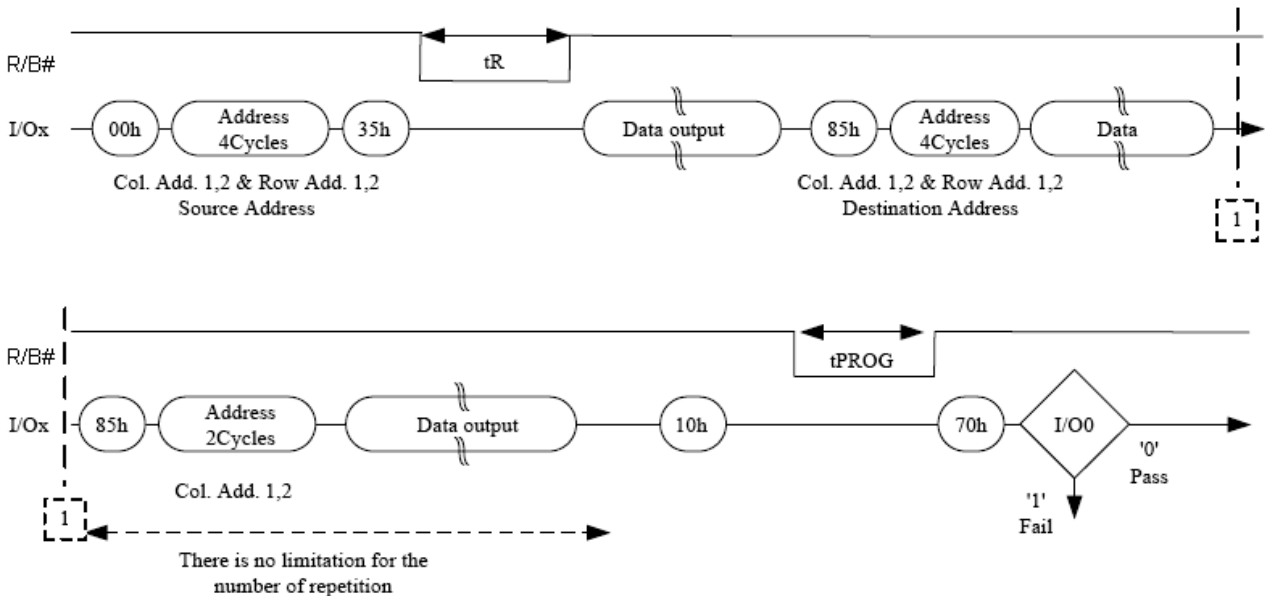 R/B#
tR
I/Ox
00h
Address
4Cycles
35h
Data output
85h
Address
4Cycles
Data
Col. Add. 1,2 & Row Add. 1,2
Source Address
Col. Add. 1,2 & Row Add. 1,2
Destination Address
1
R/B#
tPROG
I/Ox
85h
Address
2Cycles
Data output
10h
70h
I/O0
'0'
Pass
Col. Add. 1,2
'1'
Fail
1
There is no limitation for the
number of repetition